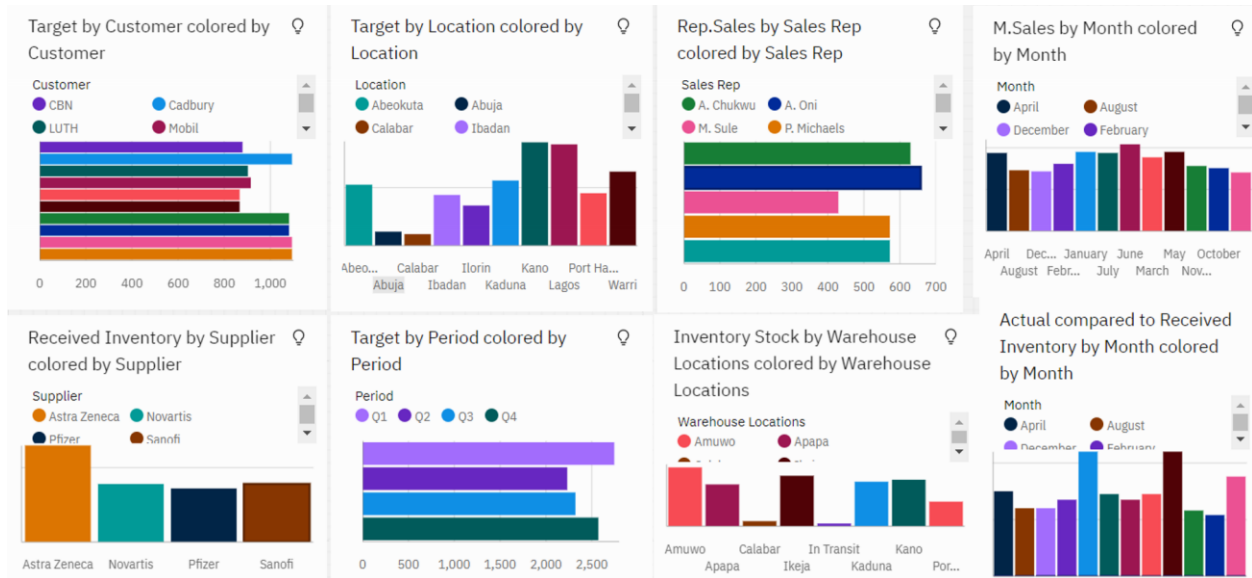 Target by Customer colored by
Customer
Customer
CBN Cadbury
LUTH Mobil
0 200 400 600 800 1,000
Target by Location colored by
Location
Location
Abeokuta Abuja
Calabar Ibadan
Abeo... Calabar Ilorin Kano Port Ha...
Abuja Ibadan Kaduna Lagos Warri
Rep.Sales by Sales Rep
colored by Sales Rep
Sales Rep
A. Chukwu A. Oni
M. Sule P. Michaels
0 100 200 300 400 500 600 700
M.Sales by Month colored
by Month
Month
April August
December February
April Dec... January June May October
August Febr... July March Nov...
Received Inventory by Supplier
colored by Supplier
Supplier
Astra Zeneca Novartis
Pfizer Sanofi
Astra Zeneca Novartis Pfizer Sanofi
Target by Period colored by
Period
Period
Q1 Q2 Q3 Q4
0 500 1,000 1,500 2,000 2,500
Inventory Stock by Warehouse
Locations colored by Warehouse
Locations
Warehouse Locations
Amuwo Apapa
Amuwo Calabar In Transit Kano
Apapa Ikeja Kaduna Por...
Actual compared to Received
Inventory by Month colored
by Month
Month
April August
December February